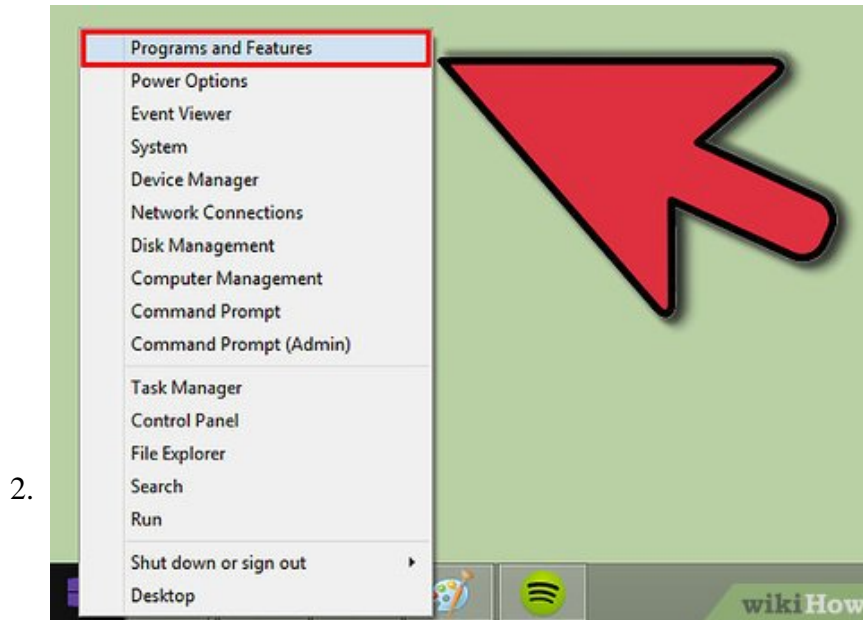 Programs and Features
Power Options
Event Viewer
System
Device Manager
Network Connections
Disk Management
Computer Management
Command Prompt
Command Prompt (Admin)
Task Manager
Control Panel
File Explorer
2.
Search
Run
Shut down or sign out
Desktop
wikiHow